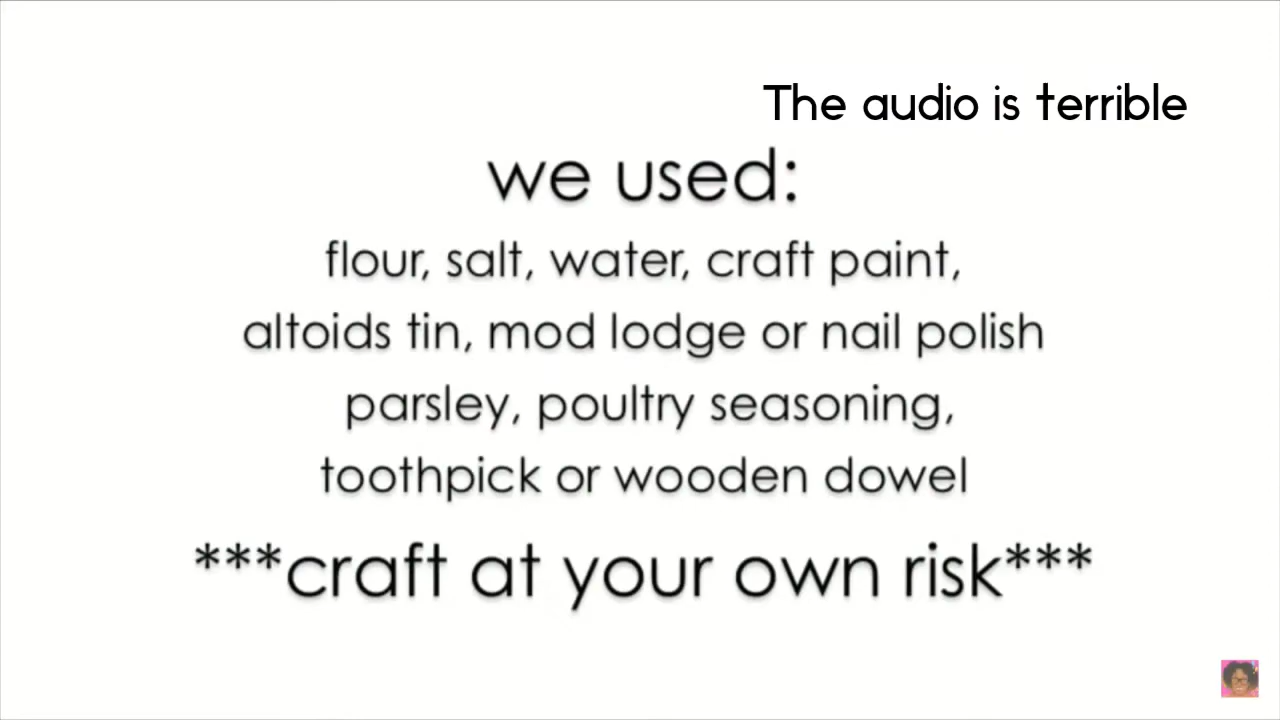 The audio is terrible
we used:
flour, salt, water, craft paint,
altoids tin, mod lodge or nail polish
parsley, poultry seasoning,
toothpick or wooden dowel
***craft at your own risk***